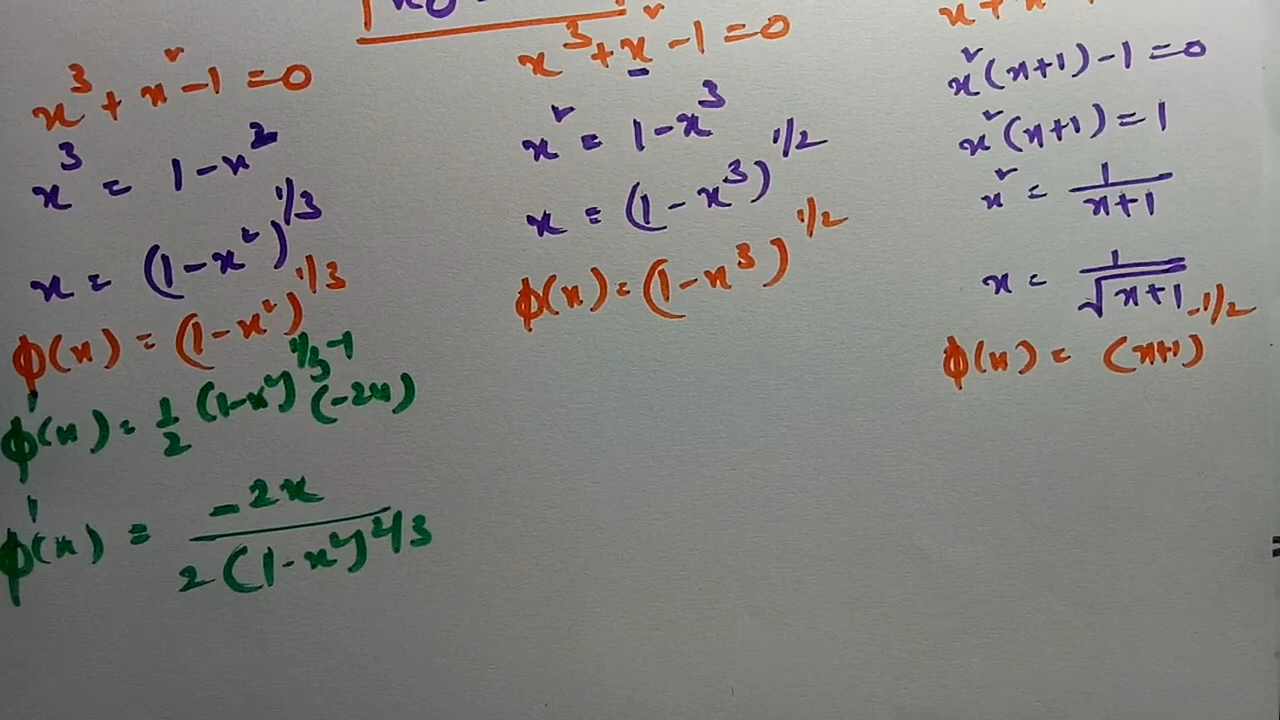 x³ + x² - 1 = 0
x³ = 1 - x²
x = (1 - x²)^1/3
φ(x) = (1 - x²)^1/3
φ'(x) = 1/2 (1-x²)^1/3-1 (-2x)
φ'(x) = -2x / 2(1-x²)^2/3
x³ + x² - 1 = 0
x² = 1 - x³
x = (1 - x³)^1/2
φ(x) = (1 - x³)^1/2
x²(x+1) - 1 = 0
x²(x+1) = 1
x² = 1/x+1
x = 1/√x+1
φ(x) = (x+1)^-1/2